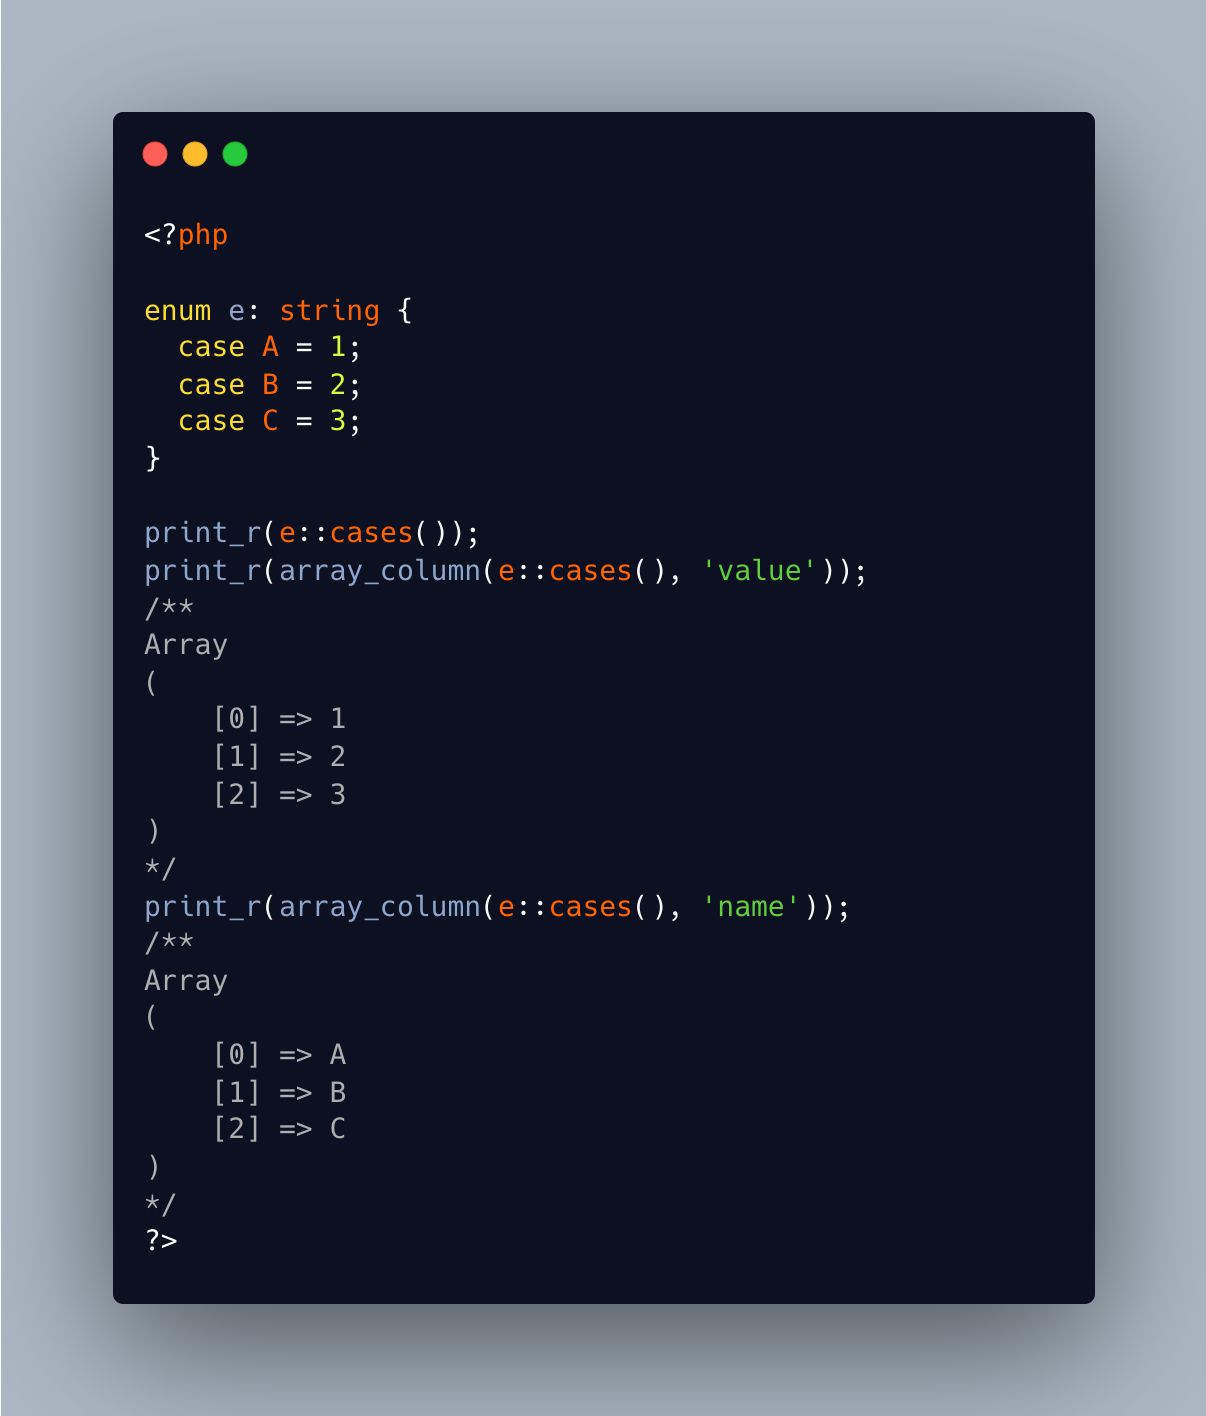 <?php

enum e: string {
  case A = 1;
  case B = 2;
  case C = 3;
}

print_r(e::cases());
print_r(array_column(e::cases(), 'value'));
/**
Array
(
    [0] => 1
    [1] => 2
    [2] => 3
)
*/
print_r(array_column(e::cases(), 'name'));
/**
Array
(
    [0] => A
    [1] => B
    [2] => C
)
*/
?>